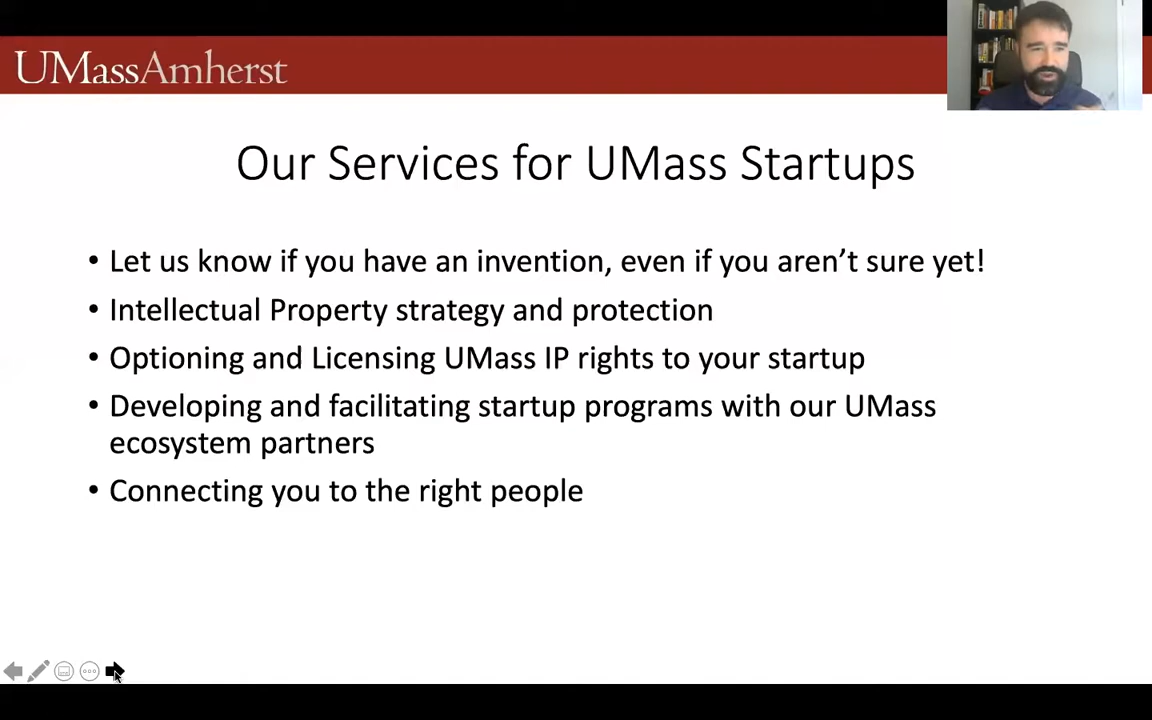 UMassAmherst
Our Services for UMass Startups
• Let us know if you have an invention, even if you aren’t sure yet!
• Intellectual Property strategy and protection
• Optioning and Licensing UMass IP rights to your startup
• Developing and facilitating startup programs with our UMass
ecosystem partners
• Connecting you to the right people